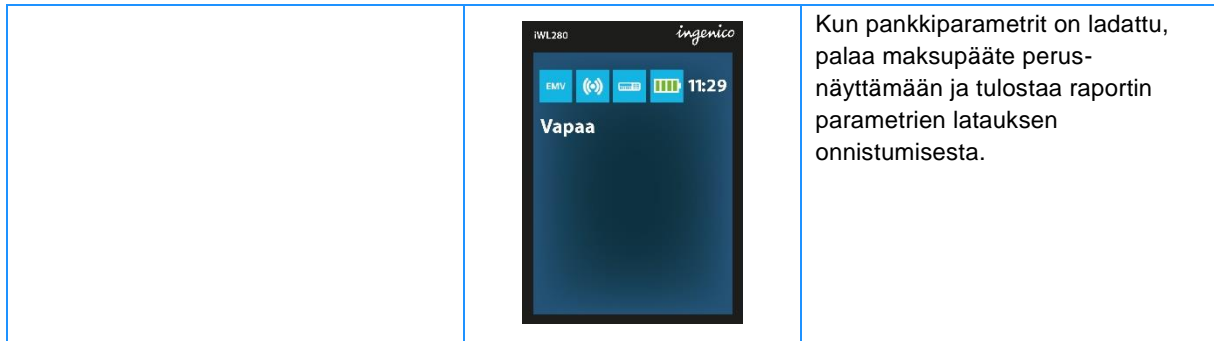 iWL280 ingenico
EMV 11:29
Vapaa
Kun pankkiparametrit on ladattu,
palaa maksupääte perus-
näyttämään ja tulostaa raportin
parametrien latauksen
onnistumisesta.